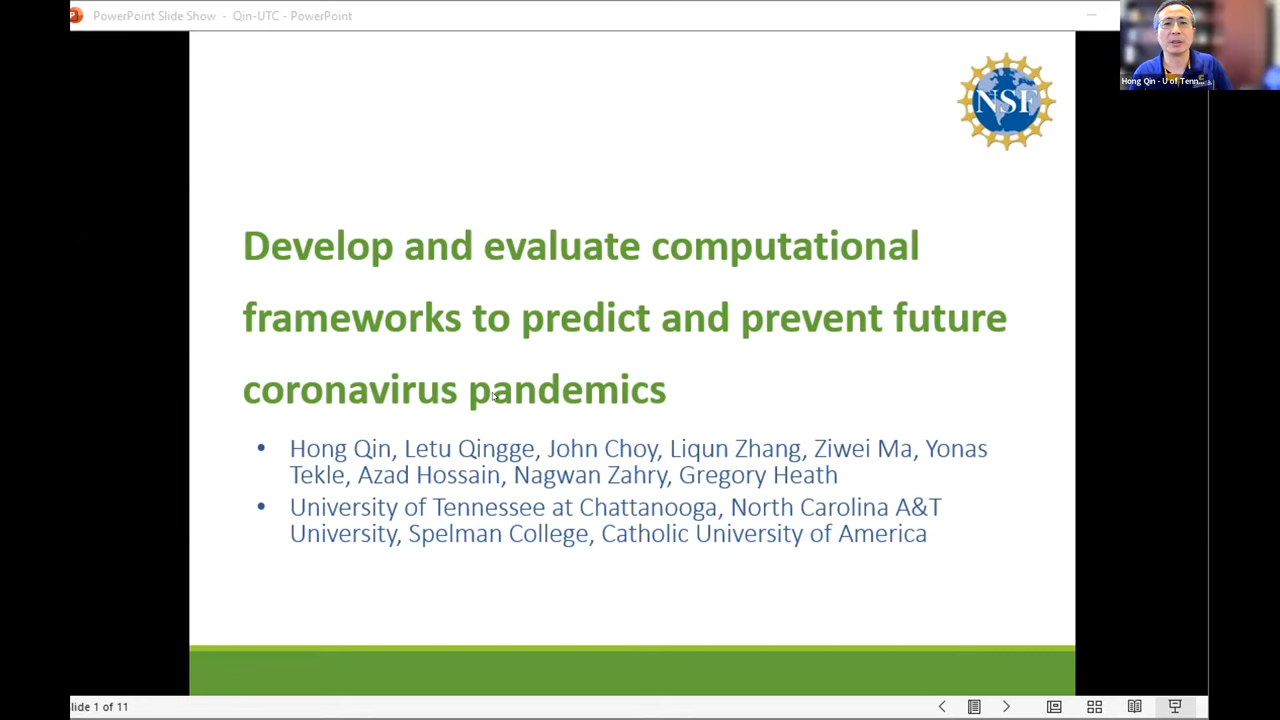 PowerPoint Slide Show - Qin-UTC - PowerPoint
Hong Qin - U of Tenn...
NSF
Develop and evaluate computational
frameworks to predict and prevent future
coronavirus pandemics
• Hong Qin, Letu Qingge, John Choy, Liqun Zhang, Ziwei Ma, Yonas
Tekle, Azad Hossain, Nagwan Zahry, Gregory Heath
• University of Tennessee at Chattanooga, North Carolina A&T
University, Spelman College, Catholic University of America
lide 1 of 11